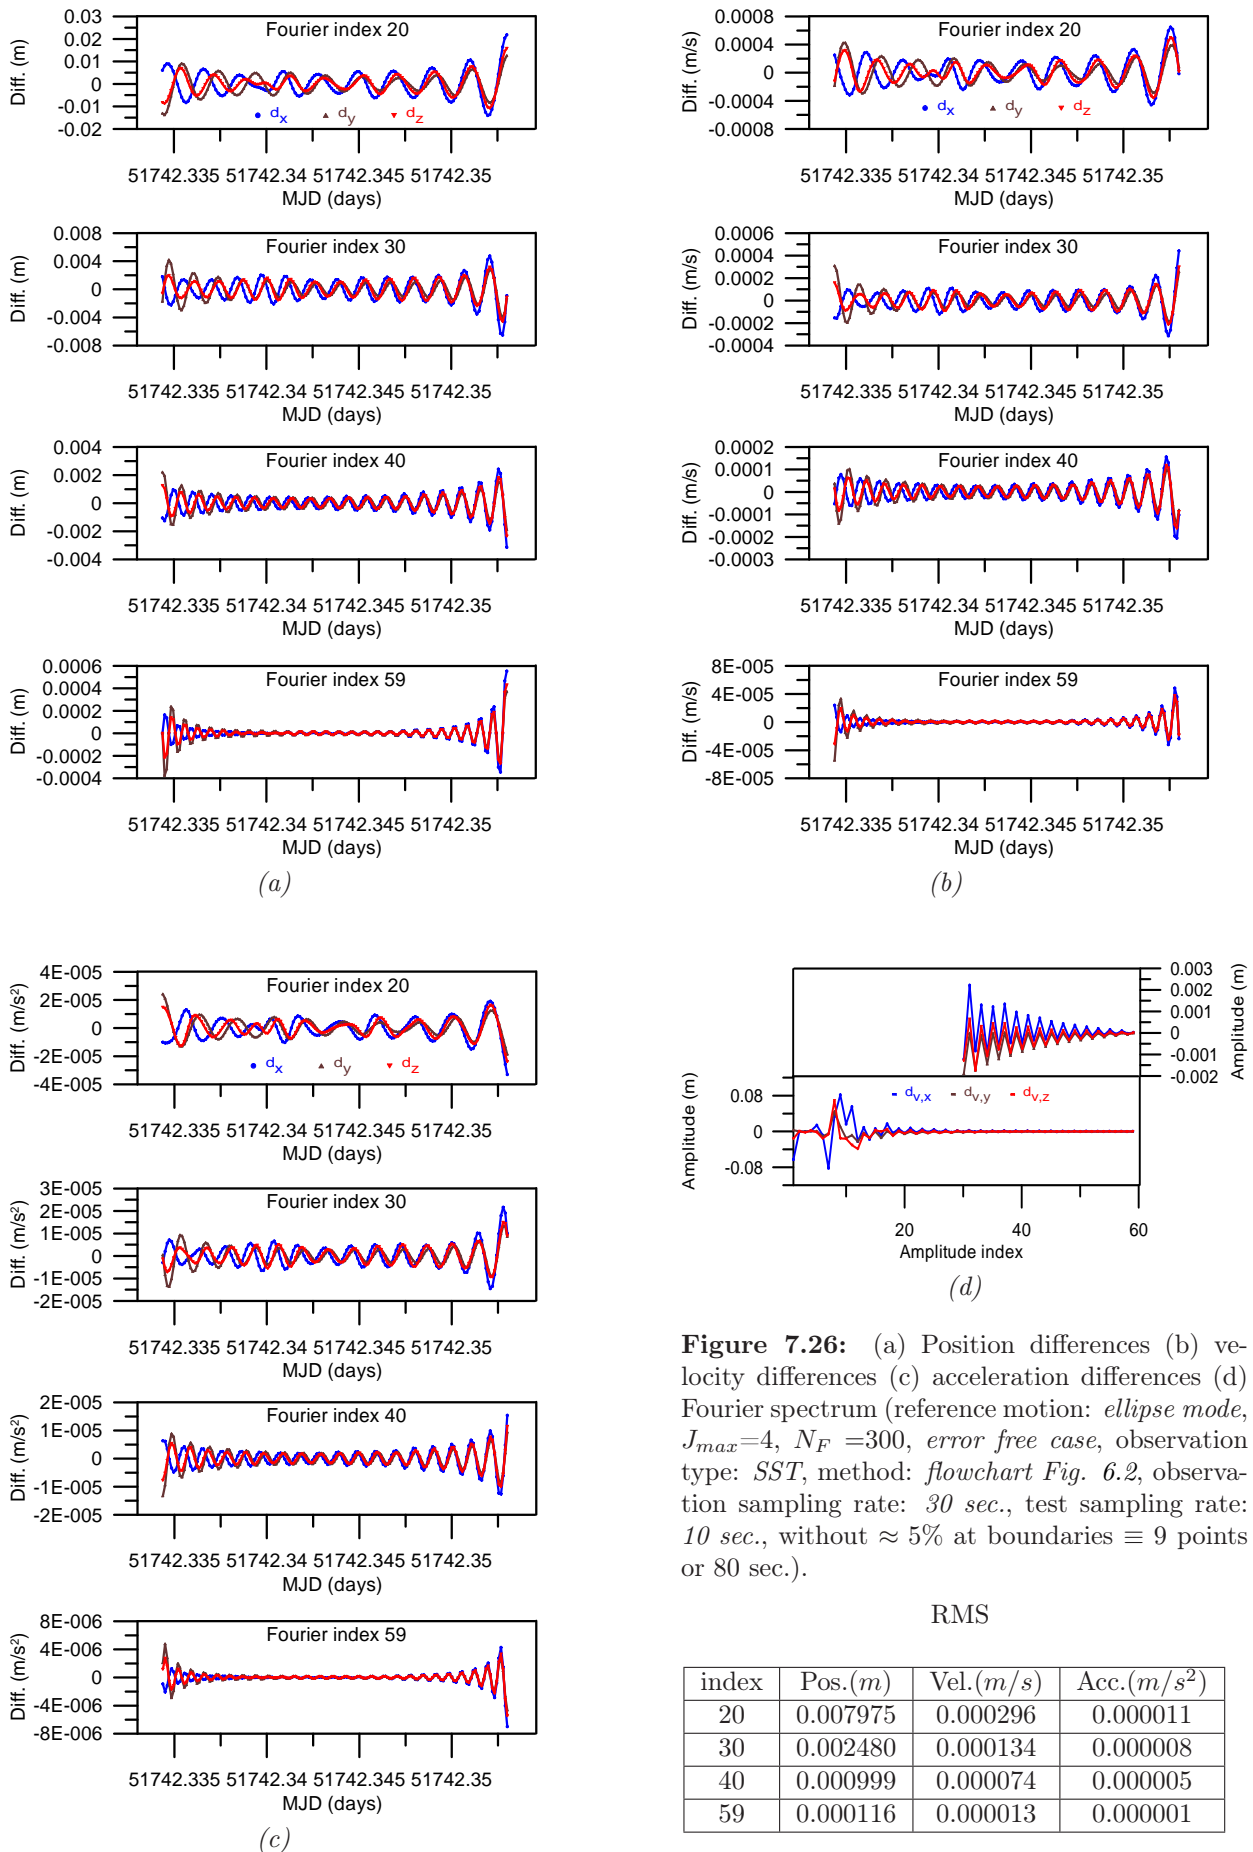 Fourier index 20
0.03
0.02
0.01
0
-0.01
-0.02
Diff. (m)
dx dy dz
51742.335 51742.34 51742.345 51742.35
MJD (days)
Fourier index 30
0.008
0.004
0
-0.004
-0.008
Diff. (m)
51742.335 51742.34 51742.345 51742.35
MJD (days)
Fourier index 40
0.004
0.002
0
-0.002
-0.004
Diff. (m)
51742.335 51742.34 51742.345 51742.35
MJD (days)
Fourier index 59
0.0006
0.0004
0.0002
0
-0.0002
-0.0004
Diff. (m)
51742.335 51742.34 51742.345 51742.35
MJD (days)
(a)
Fourier index 20
0.0008
0.0004
0
-0.0004
-0.0008
Diff. (m/s)
dx dy dz
51742.335 51742.34 51742.345 51742.35
MJD (days)
Fourier index 30
0.0006
0.0004
0.0002
0
-0.0002
-0.0004
Diff. (m/s)
51742.335 51742.34 51742.345 51742.35
MJD (days)
Fourier index 40
0.0002
0.0001
0
-0.0001
-0.0002
-0.0003
Diff. (m/s)
51742.335 51742.34 51742.345 51742.35
MJD (days)
Fourier index 59
8E-005
4E-005
0
-4E-005
-8E-005
Diff. (m/s)
51742.335 51742.34 51742.345 51742.35
MJD (days)
(b)
Fourier index 20
4E-005
2E-005
0
-2E-005
-4E-005
Diff. (m/s²)
dx dy dz
51742.335 51742.34 51742.345 51742.35
MJD (days)
Fourier index 30
3E-005
2E-005
1E-005
0
-1E-005
-2E-005
Diff. (m/s²)
51742.335 51742.34 51742.345 51742.35
MJD (days)
Fourier index 40
2E-005
1E-005
0
-1E-005
-2E-005
Diff. (m/s²)
51742.335 51742.34 51742.345 51742.35
MJD (days)
Fourier index 59
8E-006
4E-006
0
-4E-006
-8E-006
Diff. (m/s²)
51742.335 51742.34 51742.345 51742.35
MJD (days)
(c)
0.003
0.002
0.001
0
-0.001
-0.002
Amplitude (m)
0.08
0
-0.08
Amplitude (m)
dv,x dv,y dv,z
20 40 60
Amplitude index
(d)
Figure 7.26: (a) Position differences (b) ve-
locity differences (c) acceleration differences (d)
Fourier spectrum (reference motion: ellipse mode,
Jmax=4, NF =300, error free case, observation
type: SST, method: flowchart Fig. 6.2, observa-
tion sampling rate: 30 sec., test sampling rate:
10 sec., without ≈ 5% at boundaries ≡ 9 points
or 80 sec.).
RMS
index Pos.(m) Vel.(m/s) Acc.(m/s²)
20 0.007975 0.000296 0.000011
30 0.002480 0.000134 0.000008
40 0.000999 0.000074 0.000005
59 0.000116 0.000013 0.000001